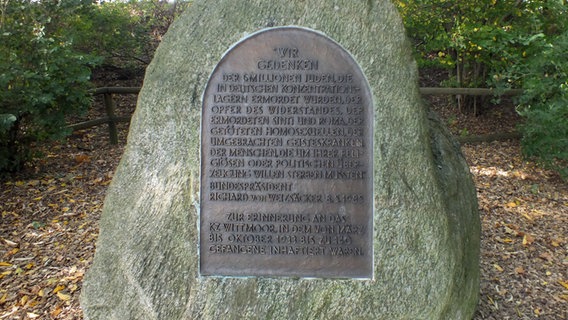 WIR
GEDENKEN
DER 6 MILLIONEN JUDEN, DIE
IN DEUTSCHEN KONZENTRATIONS-
LAGERN ERMORDET WURDEN, DER
OPFER DES WIDERSTANDES, DER
ERMORDETEN SINTI UND ROMA, DER
GETÖTETEN HOMOSEXUELLEN, DER
UMGEBRACHTEN GEISTESKRANKEN
DER MENSCHEN, DIE UM IHRER RELI-
GIÖSEN ODER POLITISCHEN ÜBER-
ZEUGUNG WILLEN STERBEN MUSSTEN
BUNDESPRÄSIDENT
RICHARD VON WEIZSÄCKER 8.5.1985
ZUR ERINNERUNG AN DAS
KZ WITTMOOR, IN DEM VON MÄRZ
BIS OKTOBER 1933 BIS ZU 140
GEFANGENE INHAFTIERT WAREN.